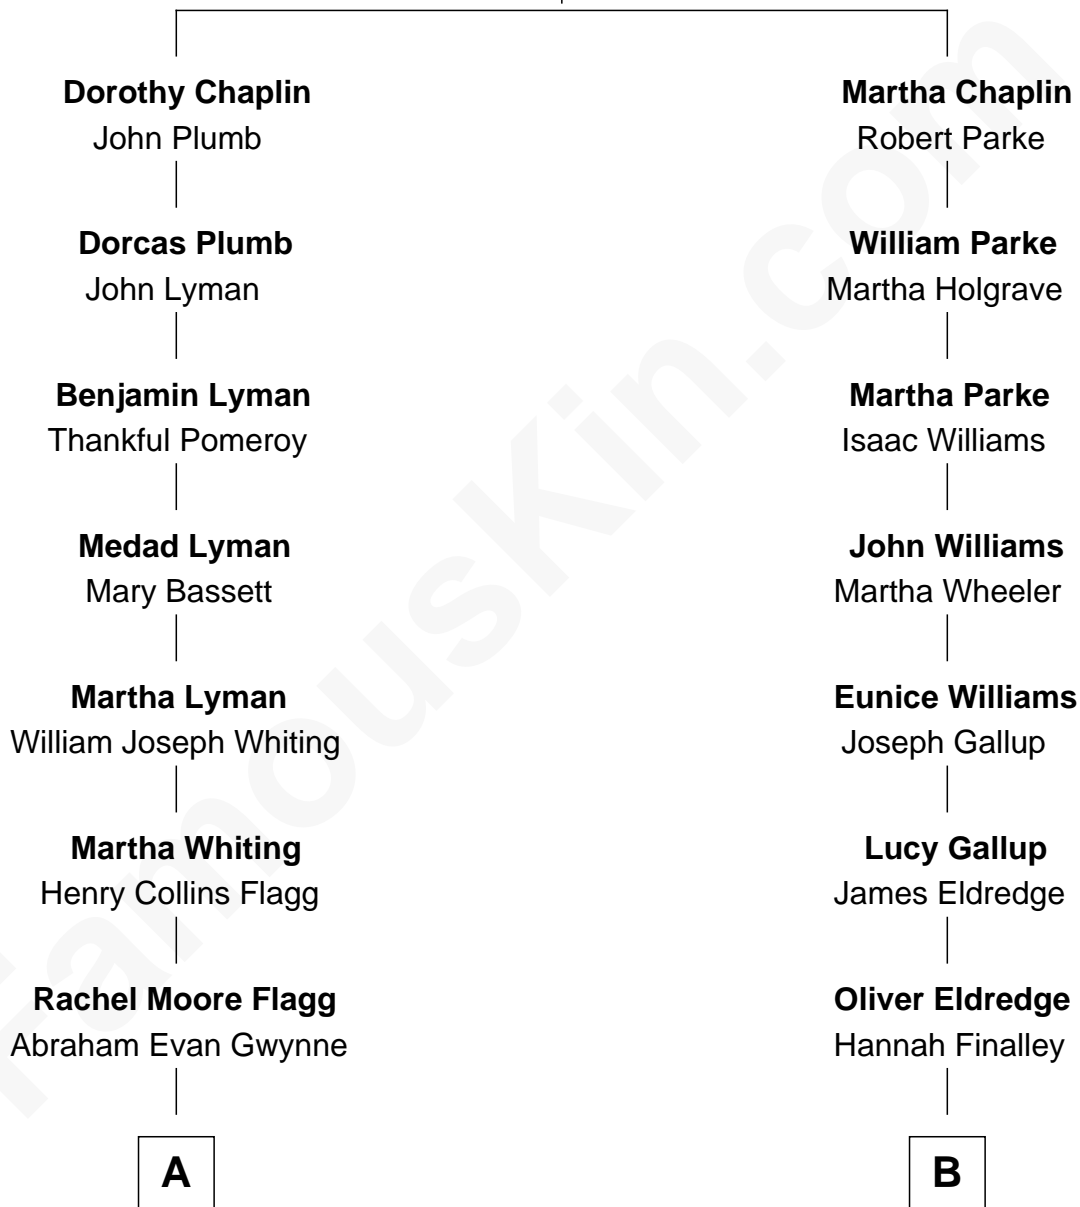 Dorothy Chaplin
John Plumb
Dorcas Plumb
John Lyman
Benjamin Lyman
Thankful Pomeroy
Medad Lyman
Mary Bassett
Martha Lyman
William Joseph Whiting
Martha Whiting
Henry Collins Flagg
Rachel Moore Flagg
Abraham Evan Gwynne
A
Martha Chaplin
Robert Parke
William Parke
Martha Holgrave
Martha Parke
Isaac Williams
John Williams
Martha Wheeler
Eunice Williams
Joseph Gallup
Lucy Gallup
James Eldredge
Oliver Eldredge
Hannah Finalley
B
FamousKin.com